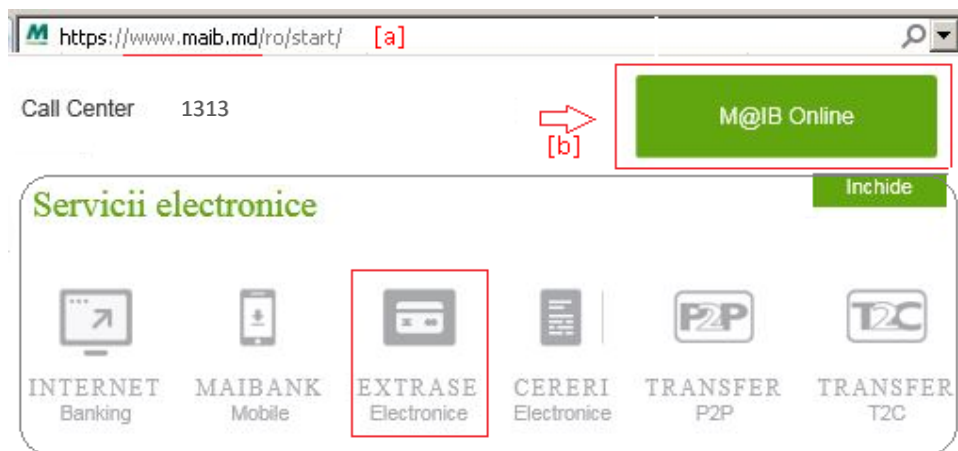 https://www.maib.md/ro/start/ [a]
Call Center 1313
[b]
M@IB Online
Servicii electronice
Inchide
P2P
T2C
INTERNET
Banking
MAIBANK
Mobile
EXTRASE
Electronice
CERERI
Electronice
TRANSFER
P2P
TRANSFER
T2C